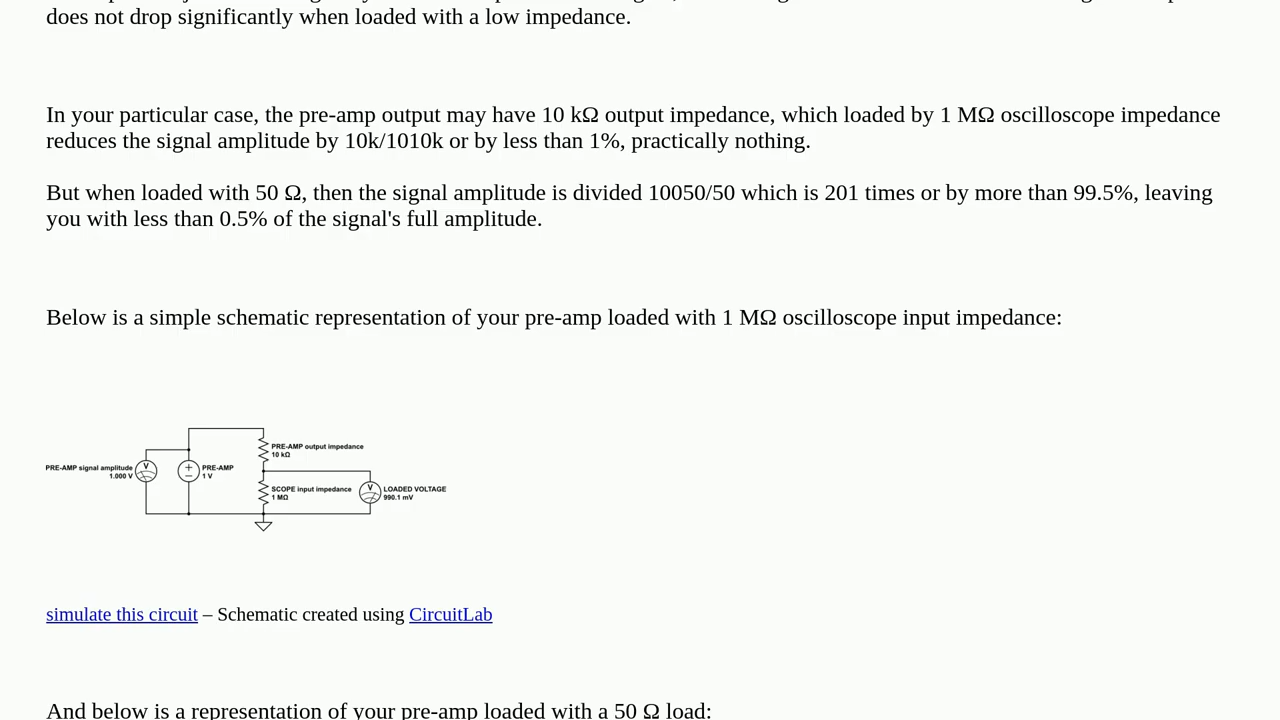 does not drop significantly when loaded with a low impedance.
In your particular case, the pre-amp output may have 10 kΩ output impedance, which loaded by 1 MΩ oscilloscope impedance
reduces the signal amplitude by 10k/1010k or by less than 1%, practically nothing.
But when loaded with 50 Ω, then the signal amplitude is divided 10050/50 which is 201 times or by more than 99.5%, leaving
you with less than 0.5% of the signal's full amplitude.
Below is a simple schematic representation of your pre-amp loaded with 1 MΩ oscilloscope input impedance:
PRE-AMP output impedance
10 kΩ
PRE-AMP signal amplitude
1.000 V
V
+
−
PRE-AMP
1 V
SCOPE input impedance
1 MΩ
V
LOADED VOLTAGE
990.1 mV
simulate this circuit – Schematic created using CircuitLab
And below is a representation of your pre-amp loaded with a 50 Ω load: